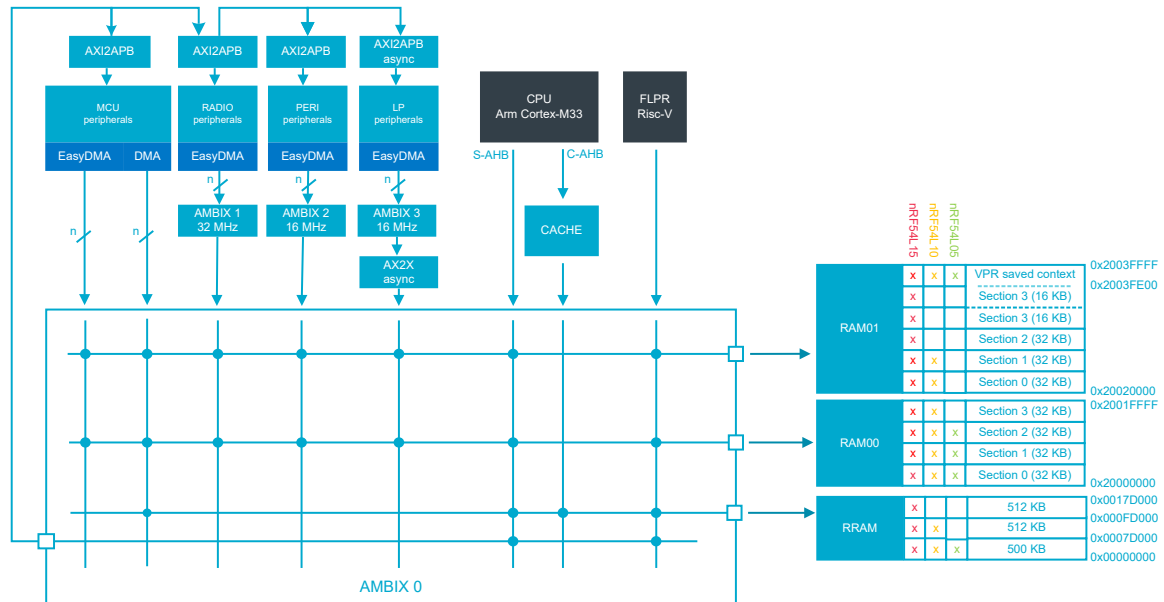 AXI2APB
AXI2APB
AXI2APB
AXI2APB
async
MCU
peripherals
RADIO
peripherals
PERI
peripherals
LP
peripherals
CPU
Arm Cortex-M33
FLPR
Risc-V
EasyDMA
DMA
EasyDMA
EasyDMA
EasyDMA
S-AHB
C-AHB
n
n
n
n
n
AMBIX 1
32 MHz
AMBIX 2
16 MHz
AMBIX 3
16 MHz
CACHE
AX2X
async
nRF54L15
nRF54L10
nRF54L05
RAM01
x x x VPR saved context
x Section 3 (16 KB)
x Section 3 (16 KB)
x Section 2 (32 KB)
x x Section 1 (32 KB)
x x Section 0 (32 KB)
0x2003FFFF
0x2003FE00
0x20020000
RAM00
x x Section 3 (32 KB)
x x x Section 2 (32 KB)
x x x Section 1 (32 KB)
x x x Section 0 (32 KB)
0x2001FFFF
0x20000000
RRAM
x 512 KB
x x 512 KB
x x x 500 KB
0x0017D000
0x000FD000
0x0007D000
0x00000000
AMBIX 0